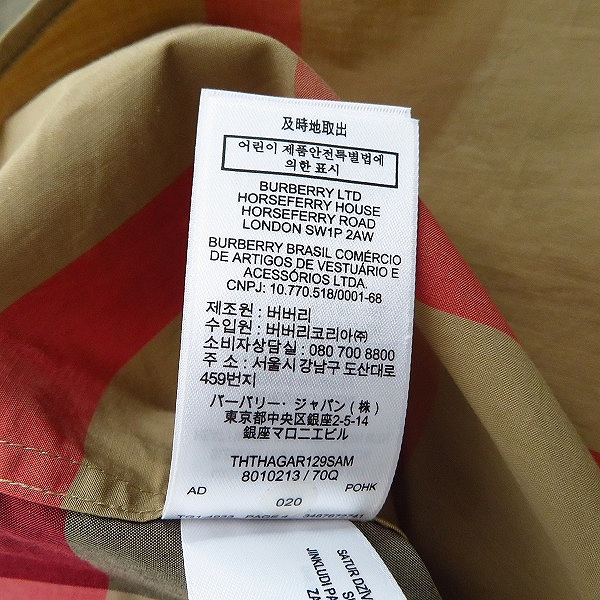 及時地取出
어린이 제품안전특별법에
의한 표시
BURBERRY LTD
HORSEFERRY HOUSE
HORSEFERRY ROAD
LONDON SW1P 2AW
BURBERRY BRASIL COMÉRCIO
DE ARTIGOS DE VESTUÁRIO E
ACESSÓRIOS LTDA.
CNPJ: 10.770.518/0001-68
제조원 : 버버리
수입원 : 버버리코리아㈜
소비자상담실 : 080 700 8800
주 소 : 서울시 강남구 도산대로
459번지
バーバリー・ジャパン(株)
東京都中央区銀座2-5-14
銀座マロニエビル
THTHAGAR129SAM
8010213 / 70Q
AD 020 POHK
SATUR DZĪV
JINKLUDI PA